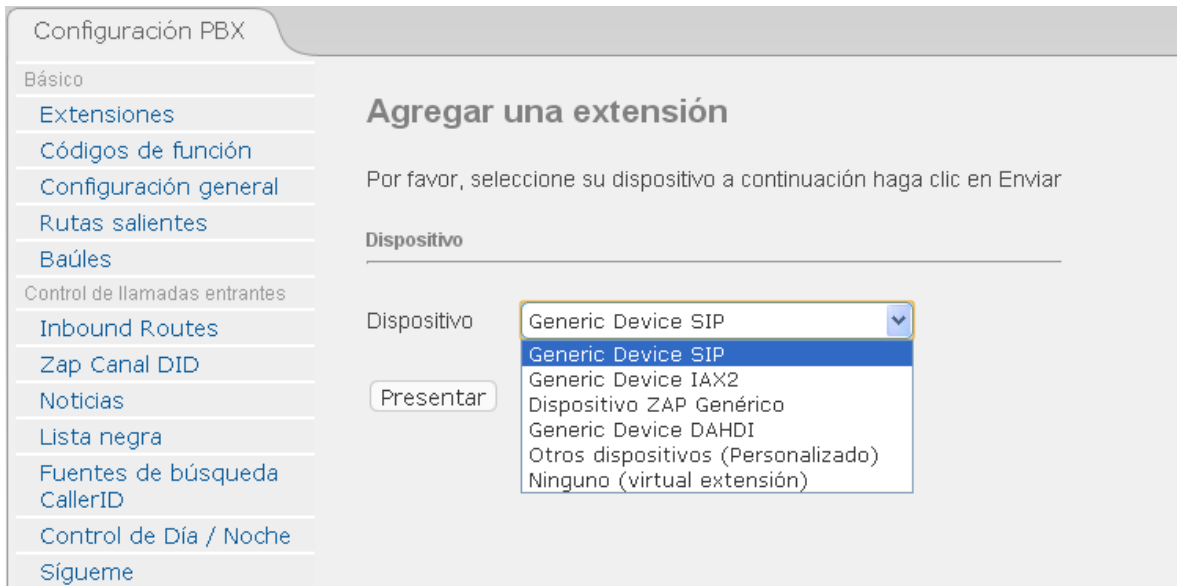 Configuración PBX
Básico
Extensiones
Códigos de función
Configuración general
Rutas salientes
Baúles
Control de llamadas entrantes
Inbound Routes
Zap Canal DID
Noticias
Lista negra
Fuentes de búsqueda
CallerID
Control de Día / Noche
Sígueme
Agregar una extensión
Por favor, seleccione su dispositivo a continuación haga clic en Enviar
Dispositivo
Dispositivo
Generic Device SIP
Generic Device SIP
Generic Device IAX2
Dispositivo ZAP Genérico
Generic Device DAHDI
Otros dispositivos (Personalizado)
Ninguno (virtual extensión)
Presentar